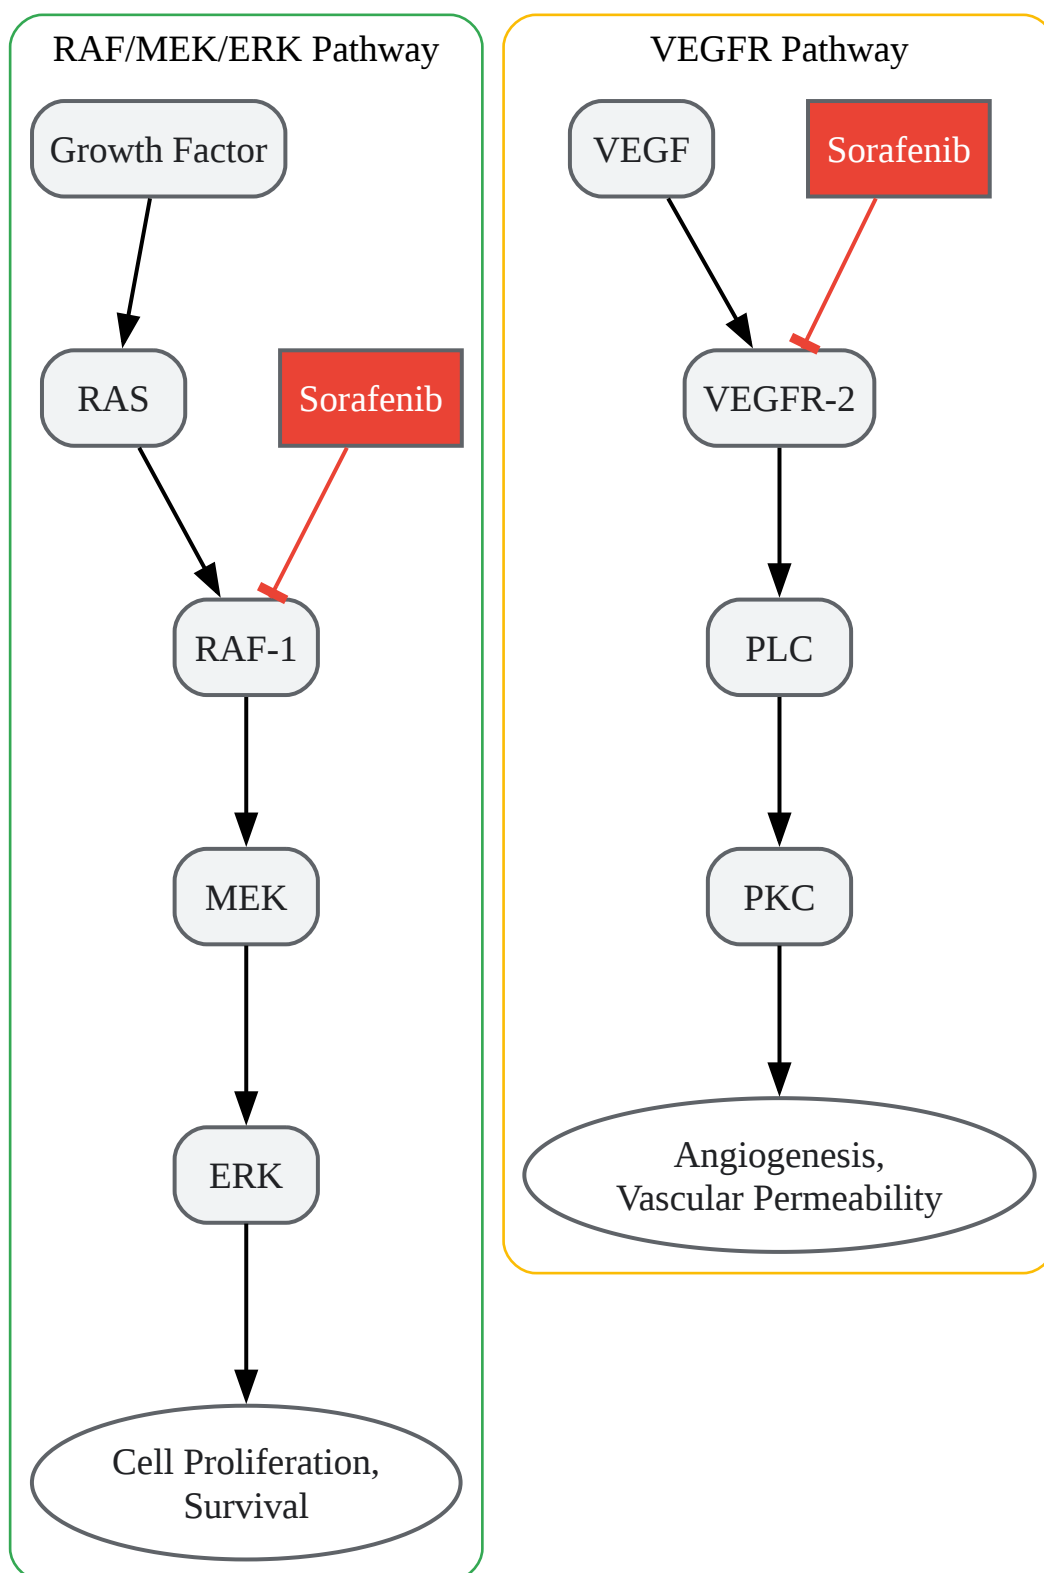 RAF/MEK/ERK Pathway
Growth Factor
RAS
Sorafenib
RAF-1
MEK
ERK
Cell Proliferation,
Survival
VEGFR Pathway
VEGF
Sorafenib
VEGFR-2
PLC
PKC
Angiogenesis,
Vascular Permeability